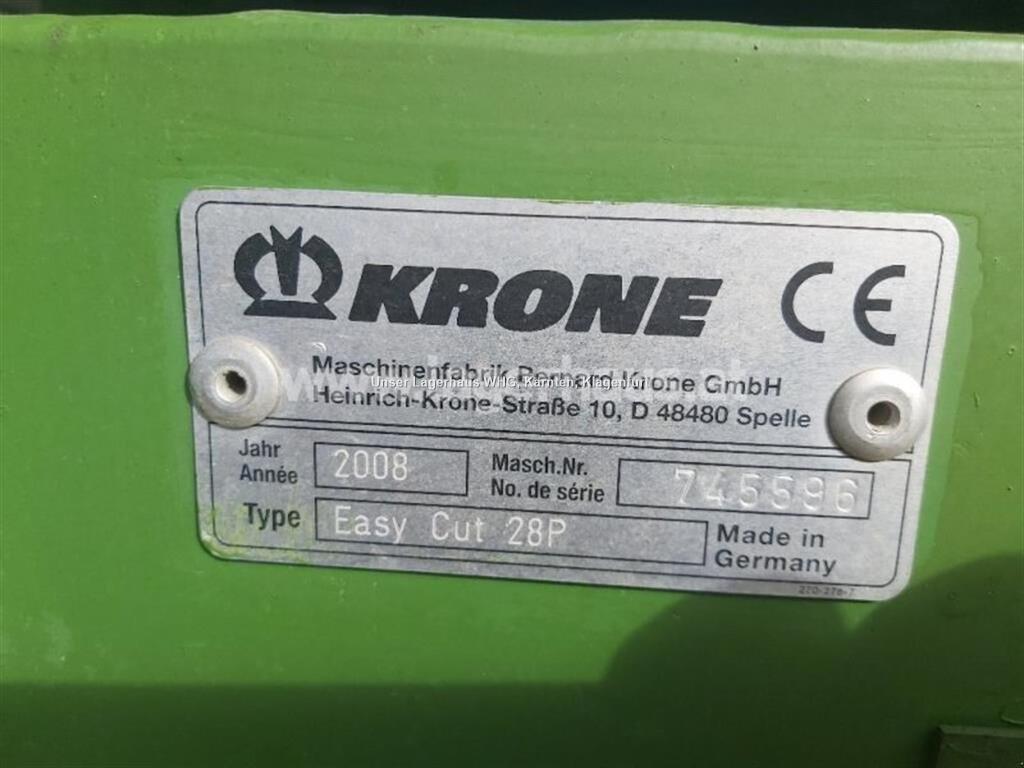 KRONE CE
Maschinenfabrik Bernard Krone GmbH
Unser Lagerhaus WHG, Kärnten, Klagenfurt
Heinrich-Krone-Straße 10, D 48480 Spelle
Jahr 2008 Masch.Nr. 745596
Année No. de série
Type Easy Cut 28P Made in
Germany